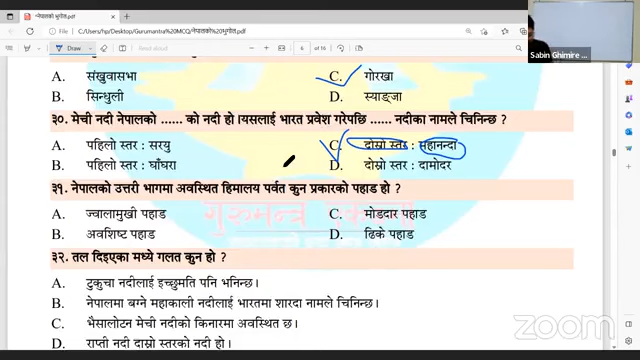 नेपालको भुगोल.pdf
File | C:/Users/hp/Desktop/Gurumantra%20MCQ/नेपालको%20भुगोल.pdf
6 of 16
Sabin Ghimire ...
A. संखुवासभा C. गोरखा
B. सिन्धुली D. स्याङ्जा
३०. मेची नदी नेपालको ...... को नदी हो ।यसलाई भारत प्रवेश गरेपछि ...... नदीका नामले चिनिन्छ ?
A. पहिलो स्तर : सरयु C. दोस्रो स्तर : महानन्दा
B. पहिलो स्तर : घाँघरा D. दोस्रो स्तर : दामोदर
३१. नेपालको उत्तरी भागमा अवस्थित हिमालय पर्वत कुन प्रकारको पहाड हो ?
A. ज्वालामुखी पहाड C. मोडदार पहाड
B. अवशिष्ट पहाड D. ढिके पहाड
गुरुमन्त्र
३२. तल दिइएका मध्ये गलत कुन हो ?
A. टुकुचा नदीलाई इच्छुमति पनि भनिन्छ ।
B. नेपालमा बग्ने महाकाली नदीलाई भारतमा शारदा नामले चिनिन्छ ।
C. भैसालोटन मेची नदीको किनारमा अवस्थित छ ।
D. राप्ती नदी दास्रो स्तरको नदी हो ।
zoom